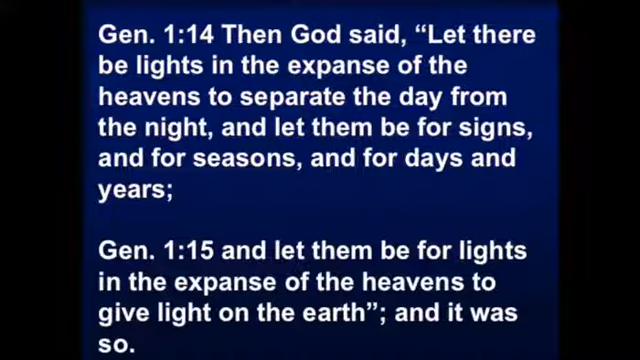 Gen. 1:14 Then God said, “Let there
be lights in the expanse of the
heavens to separate the day from
the night, and let them be for signs,
and for seasons, and for days and
years;
Gen. 1:15 and let them be for lights
in the expanse of the heavens to
give light on the earth”; and it was
so.